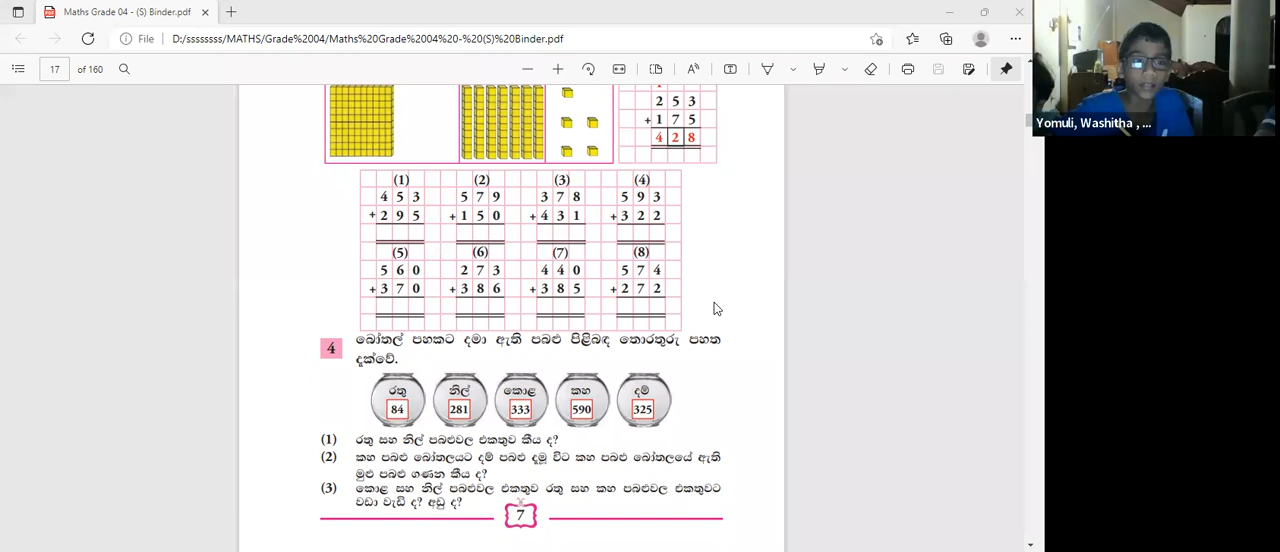 Maths Grade 04 - (S) Binder.pdf
File
D:/ssssssss/MATHS/Grade%2004/Maths%20Grade%2004%20-%20(S)%20Binder.pdf
17 of 160
Yomuli, Washitha , ...
2 5 3
+ 1 7 5
4 2 8
(1) (2) (3) (4)
4 5 3 5 7 9 3 7 8 5 9 3
+ 2 9 5 + 1 5 0 + 4 3 1 + 3 2 2
(5) (6) (7) (8)
5 6 0 2 7 3 4 4 0 5 7 4
+ 3 7 0 + 3 8 6 + 3 8 5 + 2 7 2
4 බෝතල් පහකට දමා ඇති පබළු පිළිබඳ තොරතුරු පහත
දැක්වේ.
රතු නිල් කොළ කහ දම්
84 281 333 590 325
(1) රතු සහ නිල් පබළුවල එකතුව කීය ද?
(2) කහ පබළු බෝතලයට දම් පබළු දැමූ විට කහ පබළු බෝතලයේ ඇති
මුළු පබළු ගණන කීය ද?
(3) කොළ සහ නිල් පබළුවල එකතුව රතු සහ කහ පබළුවල එකතුවට
වඩා වැඩි ද? අඩු ද?
7